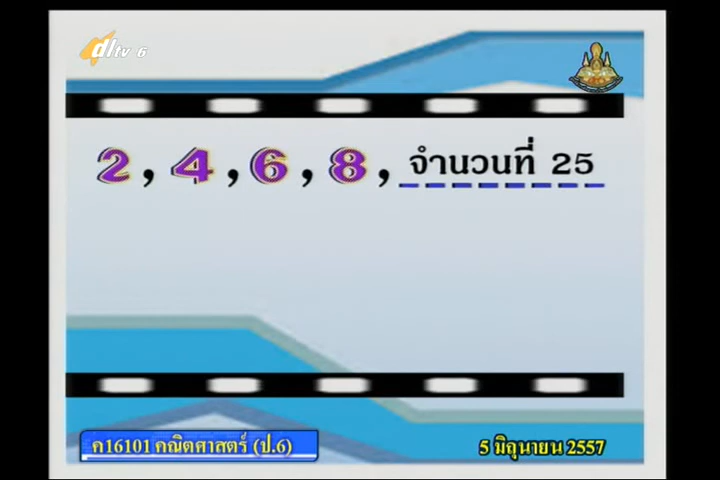 dltv 6
2, 4, 6, 8, จำนวนที่ 25
ค16101 คณิตศาสตร์ (ป.6)
5 มิถุนายน 2557